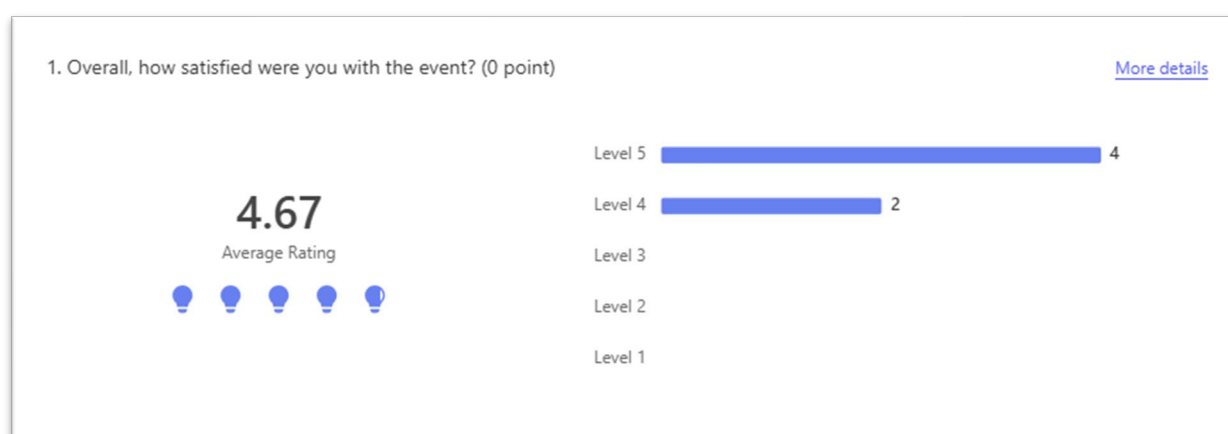 1. Overall, how satisfied were you with the event? (0 point)
More details
4.67
Average Rating
Level 5 4
Level 4 2
Level 3
Level 2
Level 1